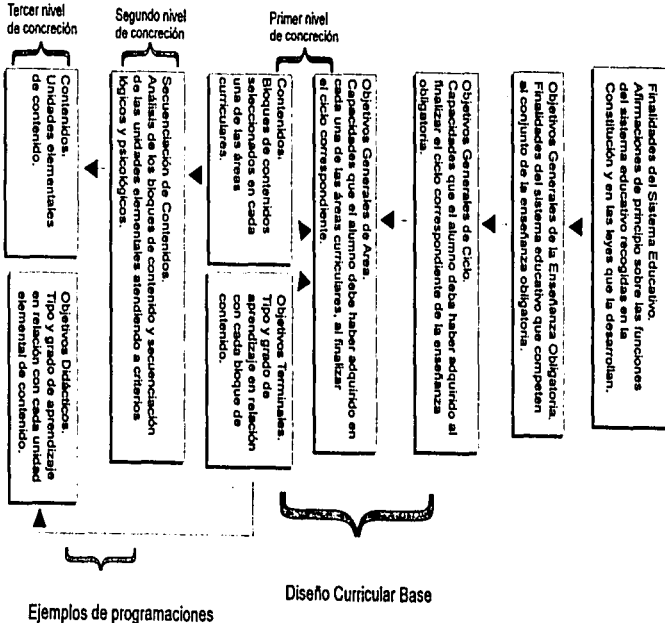 Finalidades del Sistema Educativo.
Afirmaciones de principio sobre las funciones
del sistema educativo recogidas en la
Constitución y en las leyes que la desarrollan.
Objetivos Generales de la Enseñanza Obligatoria.
Finalidades del sistema educativo que competen
al conjunto de la enseñanza obligatoria.
Objetivos Generales de Ciclo.
Capacidades que el alumno deba haber adquirido al
finalizar el ciclo correspondiente de la enseñanza
obligatoria.
Objetivos Generales de Area.
Capacidades que el alumno debe haber adquirido en
cada una de las áreas curriculares, al finalizar
el ciclo correspondiente.
Primer nivel
de concreción
Contenidos.
Bloques de contenidos
seleccionados en cada
una de las áreas
curriculares.
Objetivos Terminales.
Tipo y grado de
aprendizaje en relación
con cada bloque de
contenido.
Segundo nivel
de concreción
Secuenciación de Contenidos.
Análisis de los bloques de contenido y secuenciación
de las unidades elementales atendiendo a criterios
lógicos y psicológicos.
Tercer nivel
de concreción
Contenidos.
Unidades elementales
de contenido.
Objetivos Didácticos.
Tipo y grado de aprendizaje
en relación con cada unidad
elemental de contenido.
Diseño Curricular Base
Ejemplos de programaciones